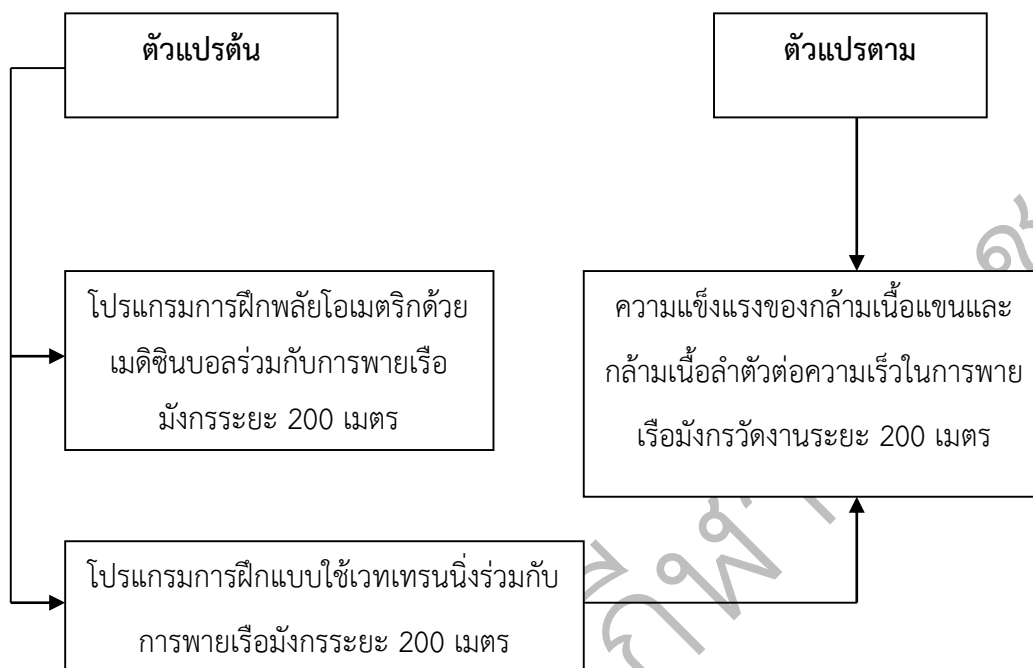 ตัวแปรต้น
ตัวแปรตาม
โปรแกรมการฝึกพลัยโอเมตริกด้วย
เมดิซินบอลร่วมกับการพายเรือ
มังกรระยะ 200 เมตร
ความแข็งแรงของกล้ามเนื้อแขนและ
กล้ามเนื้อลำตัวต่อความเร็วในการพาย
เรือมังกรวัดงานระยะ 200 เมตร
โปรแกรมการฝึกแบบใช้เวทเทรนนิ่งร่วมกับ
การพายเรือมังกรระยะ 200 เมตร